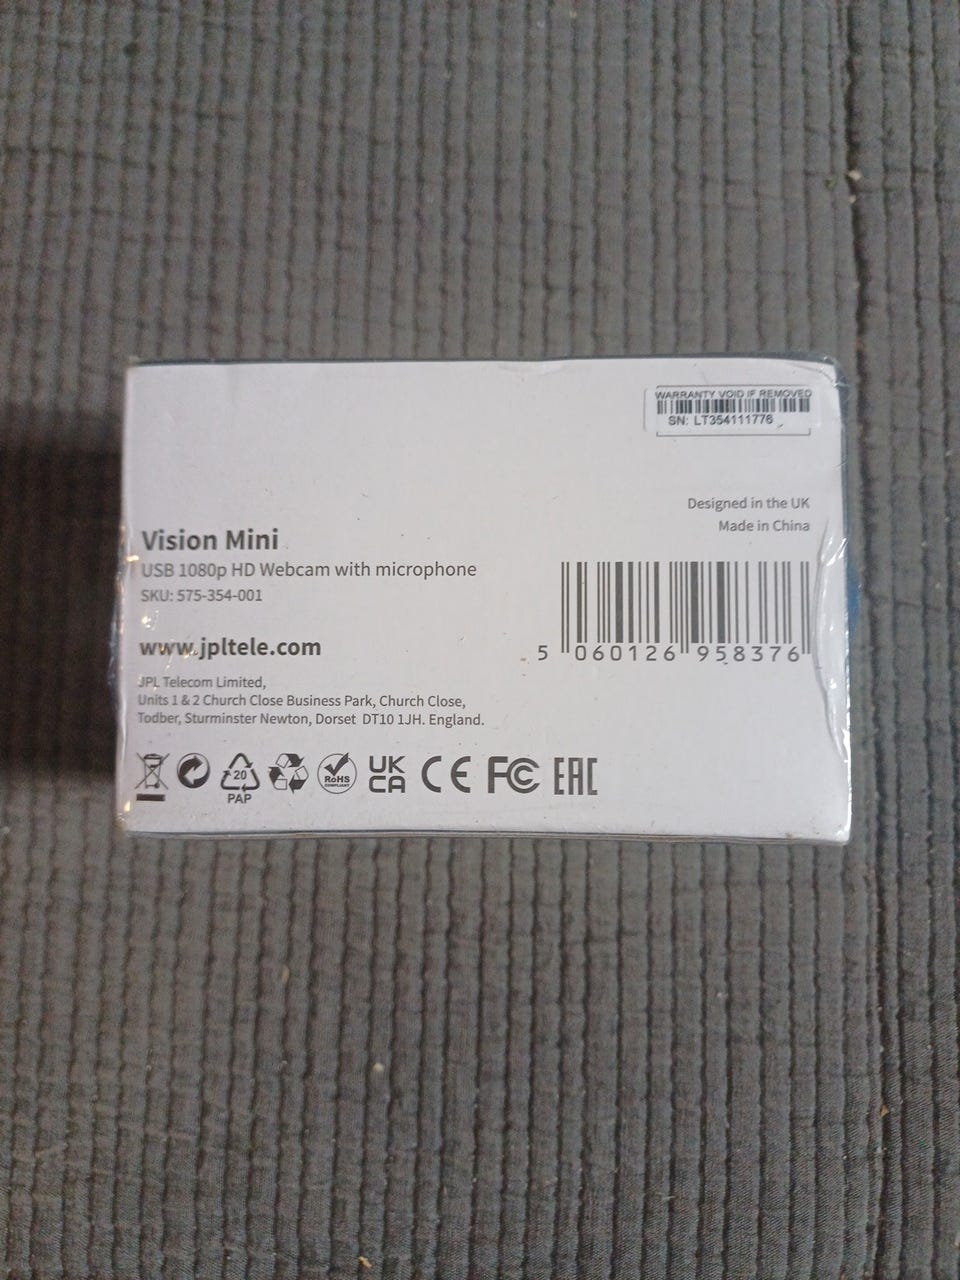 WARRANTY VOID IF REMOVED
SN: LT354111776
Designed in the UK
Made in China
Vision Mini
USB 1080p HD Webcam with microphone
SKU: 575-354-001
www.jpltele.com
5 060126 958376
JPL Telecom Limited,
Units 1 & 2 Church Close Business Park, Church Close,
Todber, Sturminster Newton, Dorset DT10 1JH. England.
20
PAP
RoHS
COMPLIANT
UK
CA
CE
FC
EAC